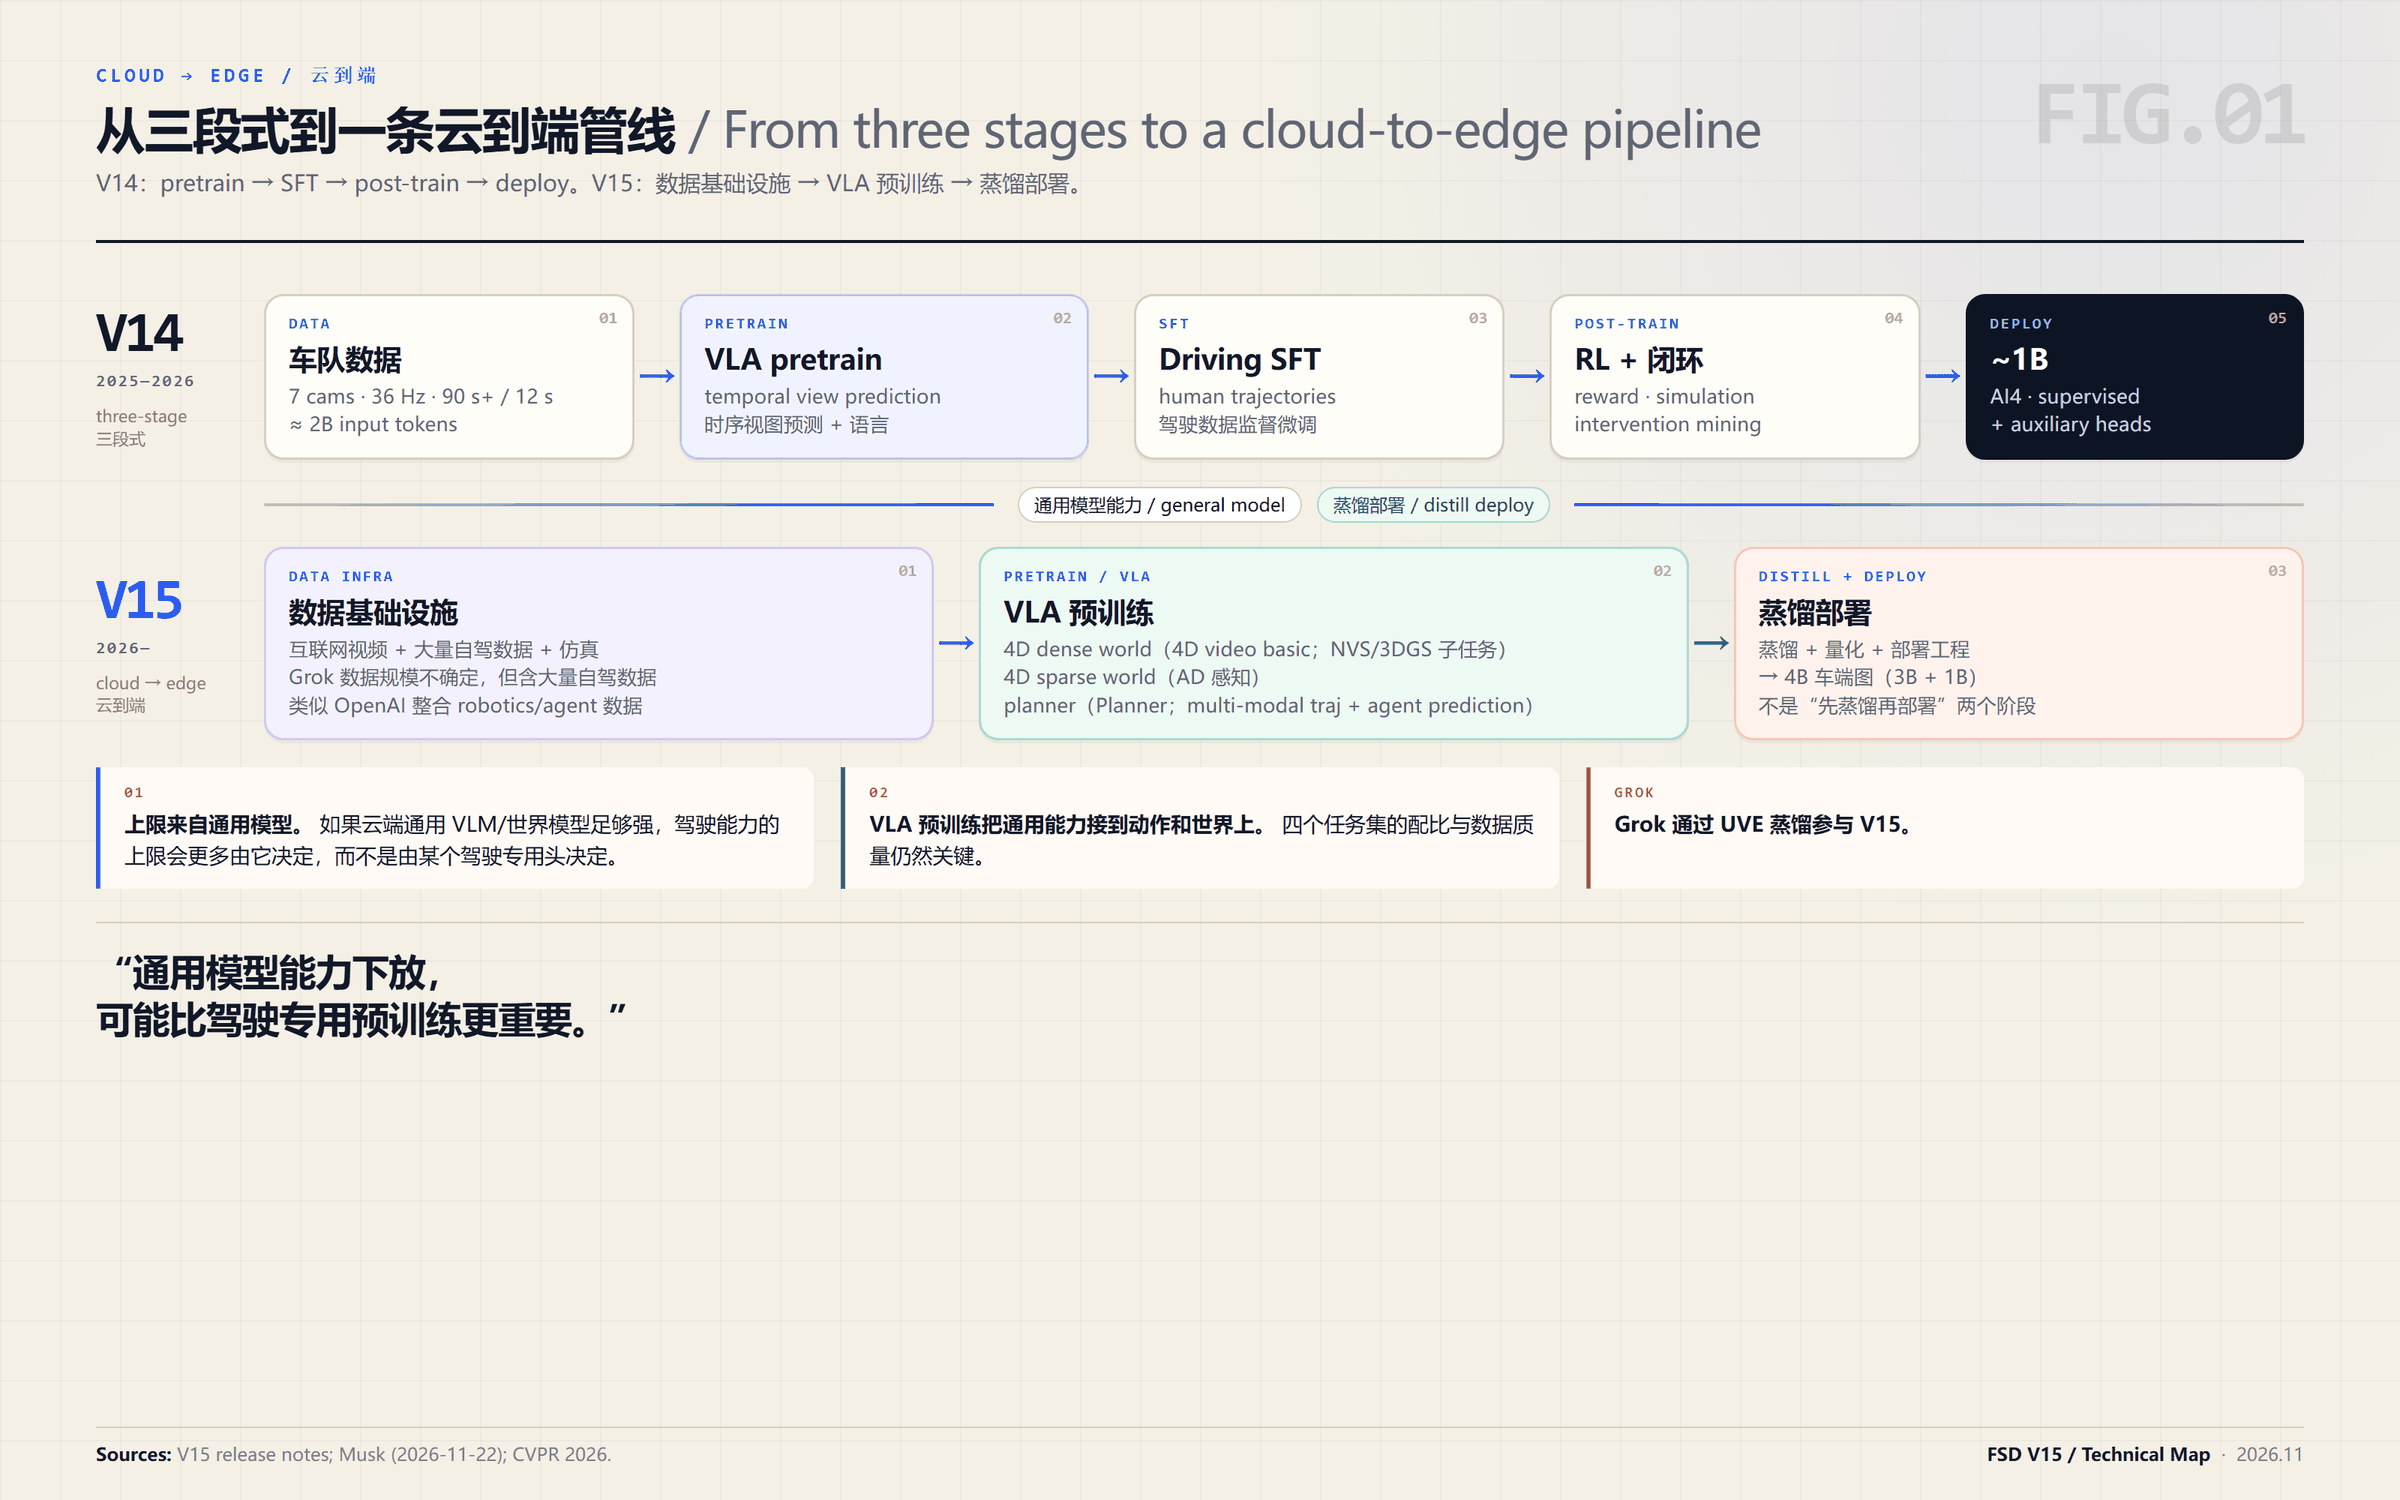 CLOUD → EDGE / 云到端
从三段式到一条云到端管线 / From three stages to a cloud-to-edge pipeline
FIG.01
V14：pretrain → SFT → post-train → deploy。V15：数据基础设施 → VLA 预训练 → 蒸馏部署。
V14
2025—2026
three-stage
三段式
DATA
01
车队数据
7 cams · 36 Hz · 90 s+ / 12 s
≈ 2B input tokens
PRETRAIN
02
VLA pretrain
temporal view prediction
时序视图预测 + 语言
SFT
03
Driving SFT
human trajectories
驾驶数据监督微调
POST-TRAIN
04
RL + 闭环
reward · simulation
intervention mining
DEPLOY
05
~1B
AI4 · supervised
+ auxiliary heads
通用模型能力 / general model
蒸馏部署 / distill deploy
V15
2026—
cloud → edge
云到端
DATA INFRA
01
数据基础设施
互联网视频 + 大量自驾数据 + 仿真
Grok 数据规模不确定，但含大量自驾数据
类似 OpenAI 整合 robotics/agent 数据
PRETRAIN / VLA
02
VLA 预训练
4D dense world（4D video basic；NVS/3DGS 子任务）
4D sparse world（AD 感知）
planner（Planner；multi-modal traj + agent prediction）
DISTILL + DEPLOY
03
蒸馏部署
蒸馏 + 量化 + 部署工程
→ 4B 车端图（3B + 1B）
不是“先蒸馏再部署”两个阶段
01
上限来自通用模型。 如果云端通用 VLM/世界模型足够强，驾驶能力的
上限会更多由它决定，而不是由某个驾驶专用头决定。
02
VLA 预训练把通用能力接到动作和世界上。 四个任务集的配比与数据质
量仍然关键。
GROK
Grok 通过 UVE 蒸馏参与 V15。
“通用模型能力下放，
可能比驾驶专用预训练更重要。”
Sources: V15 release notes; Musk (2026-11-22); CVPR 2026.
FSD V15 / Technical Map · 2026.11